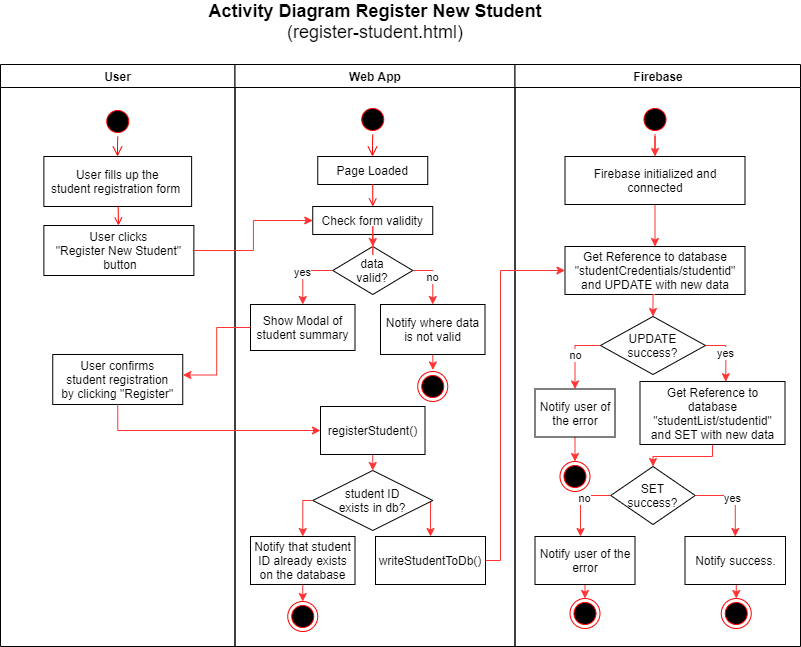 Activity Diagram Register New Student
(register-student.html)
User
Web App
Firebase
User fills up the
student registration form
User clicks
"Register New Student"
button
User confirms
student registration
by clicking "Register"
Page Loaded
Check form validity
data
valid?
yes
no
Show Modal of
student summary
Notify where data
is not valid
registerStudent()
student ID
exists in db?
Notify that student
ID already exists
on the database
writeStudentToDb()
Firebase initialized and
connected
Get Reference to database
"studentCredentials/studentid"
and UPDATE with new data
UPDATE
success?
no
yes
Notify user of
the error
Get Reference to
database
"studentList/studentid"
and SET with new data
SET
success?
no
yes
Notify user of the
error
Notify success.